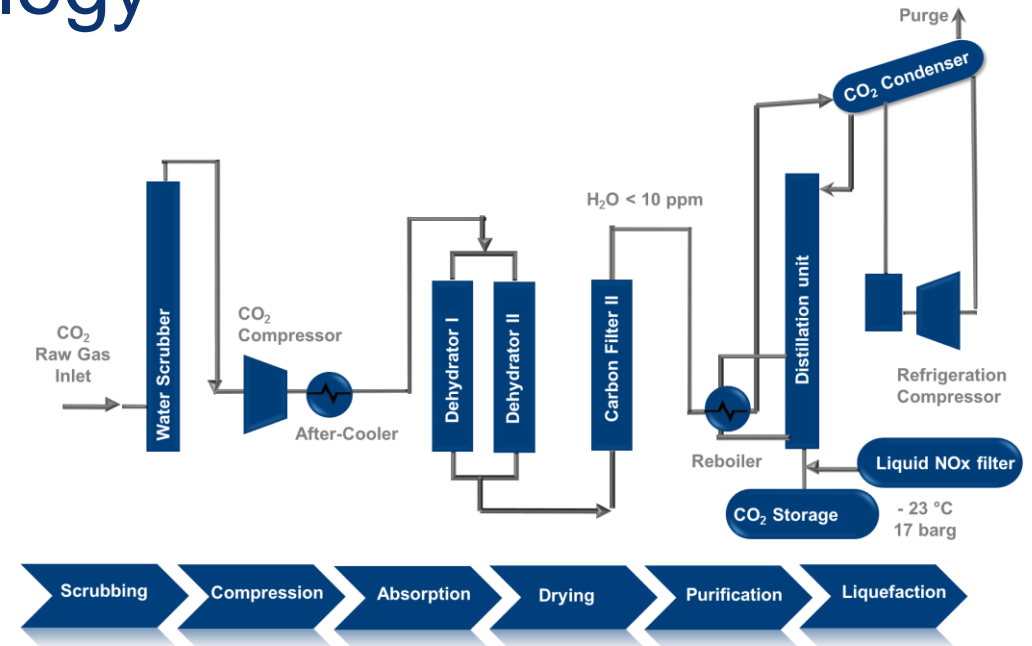 ology
Purge
CO₂ Condenser
H₂O < 10 ppm
Water Scrubber
CO₂
Compressor
CO₂
Raw Gas
Inlet
After-Cooler
Dehydrator I
Dehydrator II
Carbon Filter II
Distillation unit
Refrigeration
Compressor
Reboiler
Liquid NOx filter
CO₂ Storage
- 23 °C
17 barg
Scrubbing
Compression
Absorption
Drying
Purification
Liquefaction